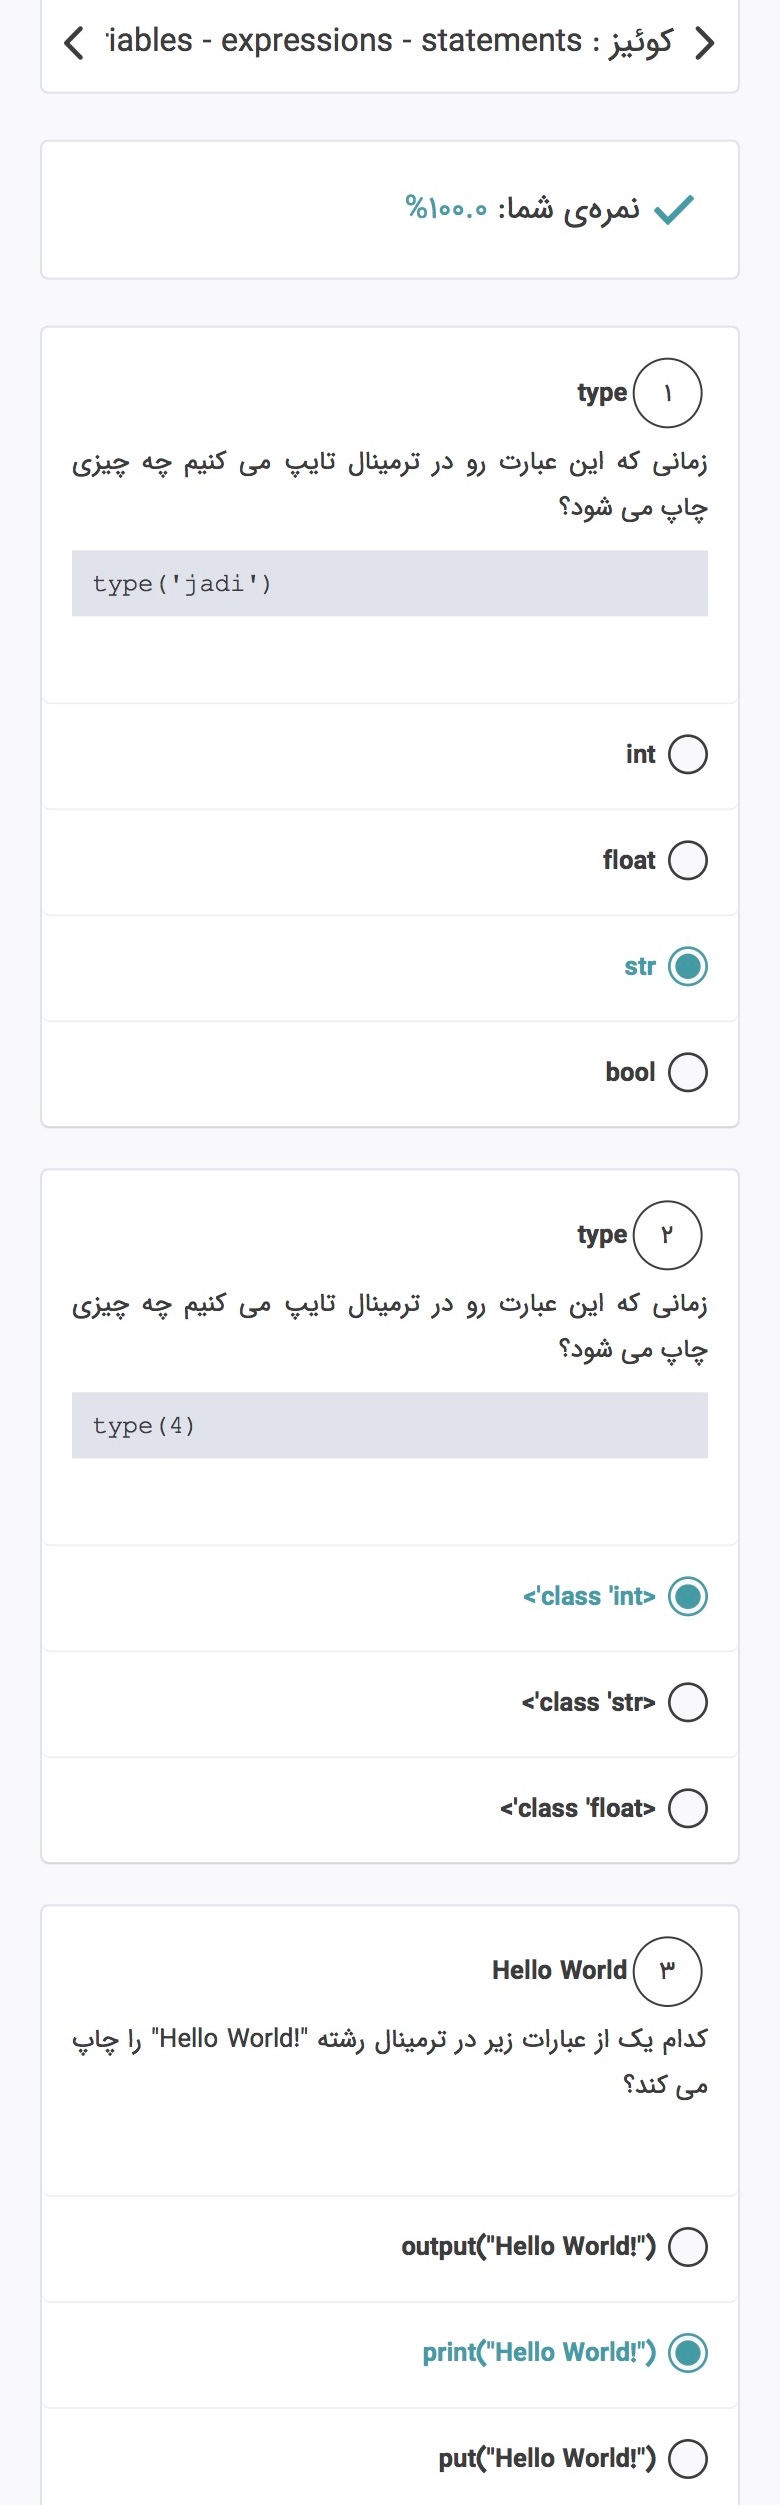 کوئیز : iables - expressions - statements
نمره‌ی شما: ۱۰۰.۰%
۱ type
زمانی که این عبارت رو در ترمینال تایپ می کنیم چه چیزی
چاپ می شود؟
type('jadi')
int
float
str
bool
۲ type
زمانی که این عبارت رو در ترمینال تایپ می کنیم چه چیزی
چاپ می شود؟
type(4)
<'class 'int>
<'class 'str>
<'class 'float>
۳ Hello World
کدام یک از عبارات زیر در ترمینال رشته "Hello World!" را چاپ
می کند؟
output("Hello World!")
print("Hello World!")
put("Hello World!")